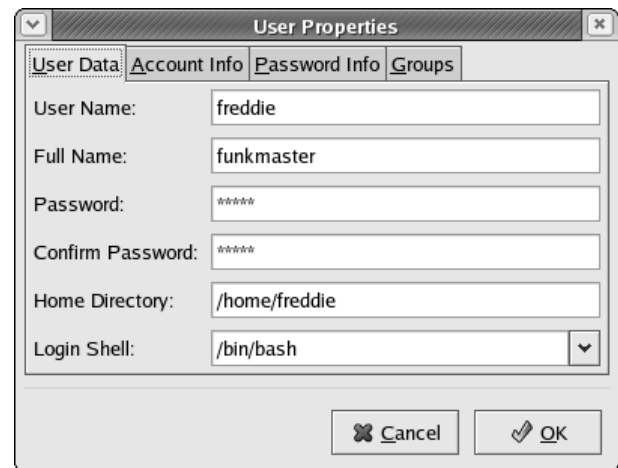 User Properties
User Data Account Info Password Info Groups
User Name: freddie
Full Name: funkmaster
Password: *****
Confirm Password: *****
Home Directory: /home/freddie
Login Shell: /bin/bash
Cancel OK